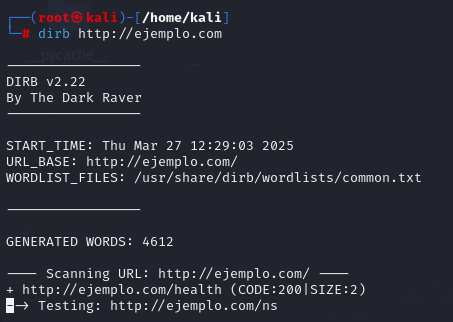 ┌──(root㉿kali)-[/home/kali]
└─# dirb http://ejemplo.com
__pycache__
-----------------
DIRB v2.22
By The Dark Raver
-----------------
START_TIME: Thu Mar 27 12:29:03 2025
URL_BASE: http://ejemplo.com/
WORDLIST_FILES: /usr/share/dirb/wordlists/common.txt
-----------------
GENERATED WORDS: 4612
---- Scanning URL: http://ejemplo.com/ ----
+ http://ejemplo.com/health (CODE:200|SIZE:2)
--> Testing: http://ejemplo.com/ns